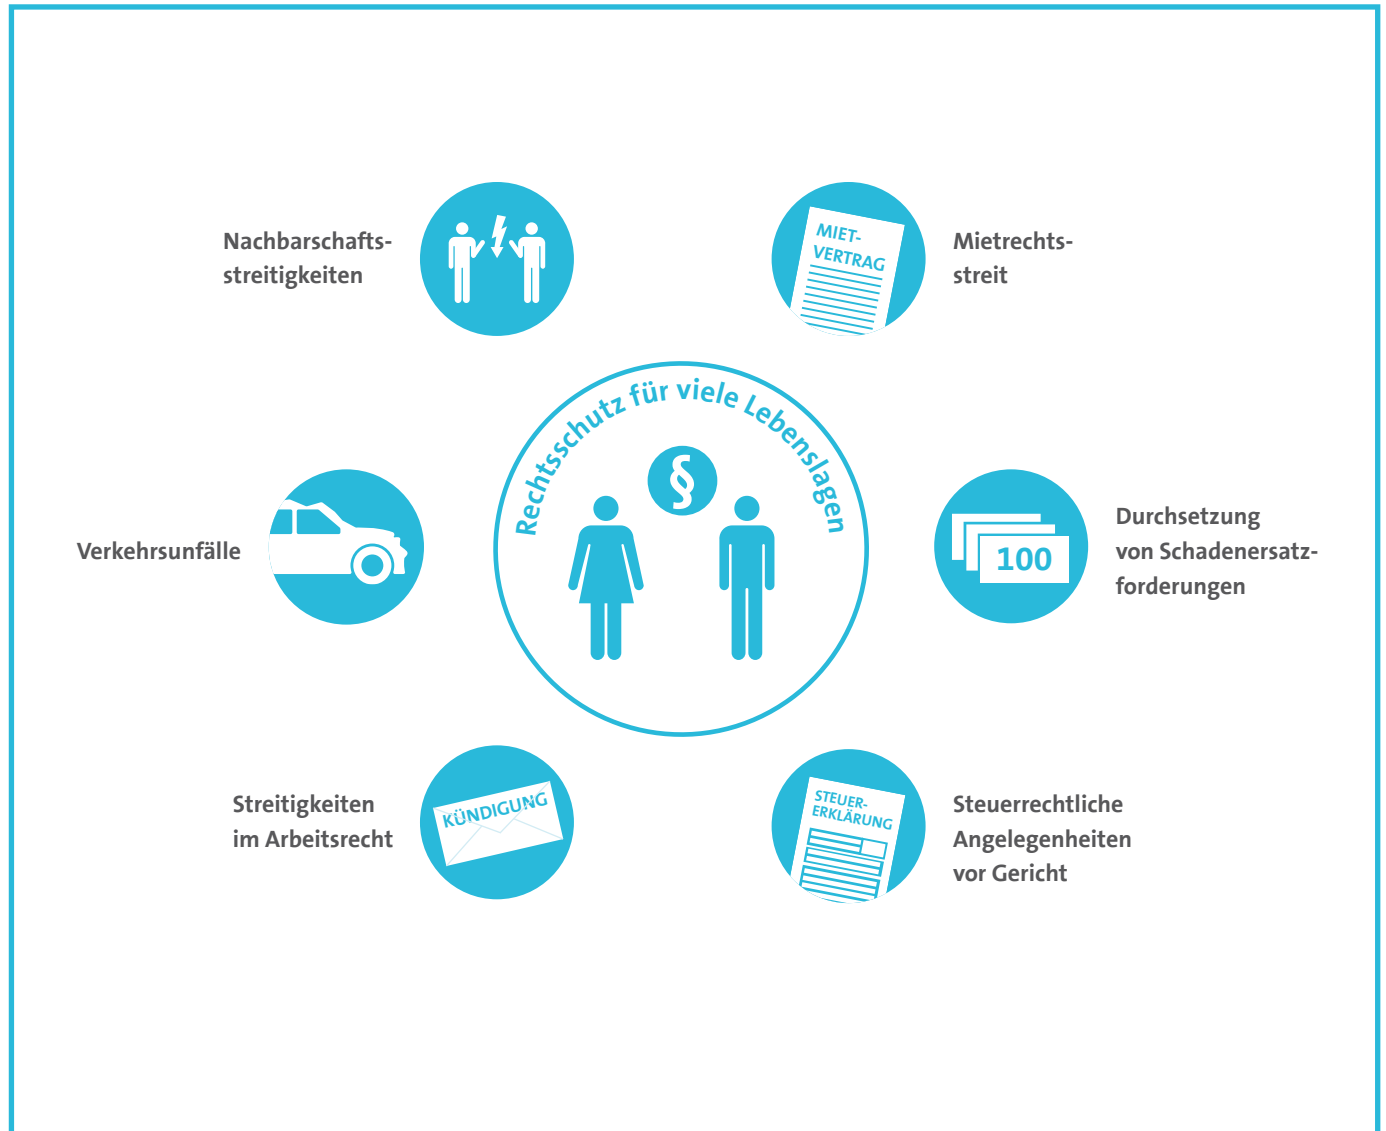 Nachbarschafts-
streitigkeiten
MIET-
VERTRAG
Mietrechts-
streit
Rechtsschutz für viele Lebenslagen
§
Verkehrsunfälle
100
Durchsetzung
von Schadenersatz-
forderungen
Streitigkeiten
im Arbeitsrecht
KÜNDIGUNG
STEUER-
ERKLÄRUNG
Steuerrechtliche
Angelegenheiten
vor Gericht